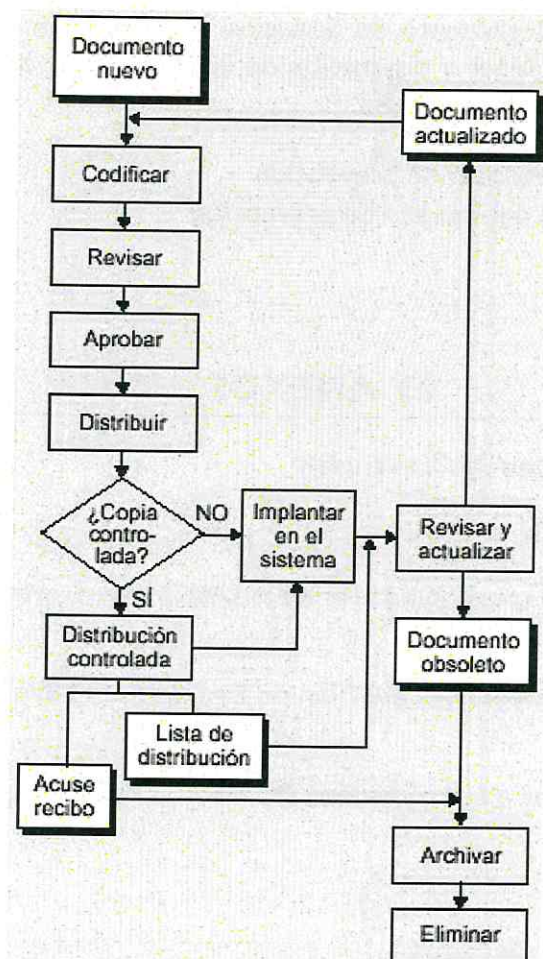 Documento
nuevo
Documento
actualizado
Codificar
Revisar
Aprobar
Distribuir
¿Copia
contro-
lada?
NO
Implantar
en el
sistema
Revisar y
actualizar
SÍ
Distribución
controlada
Documento
obsoleto
Lista de
distribución
Acuse
recibo
Archivar
Eliminar